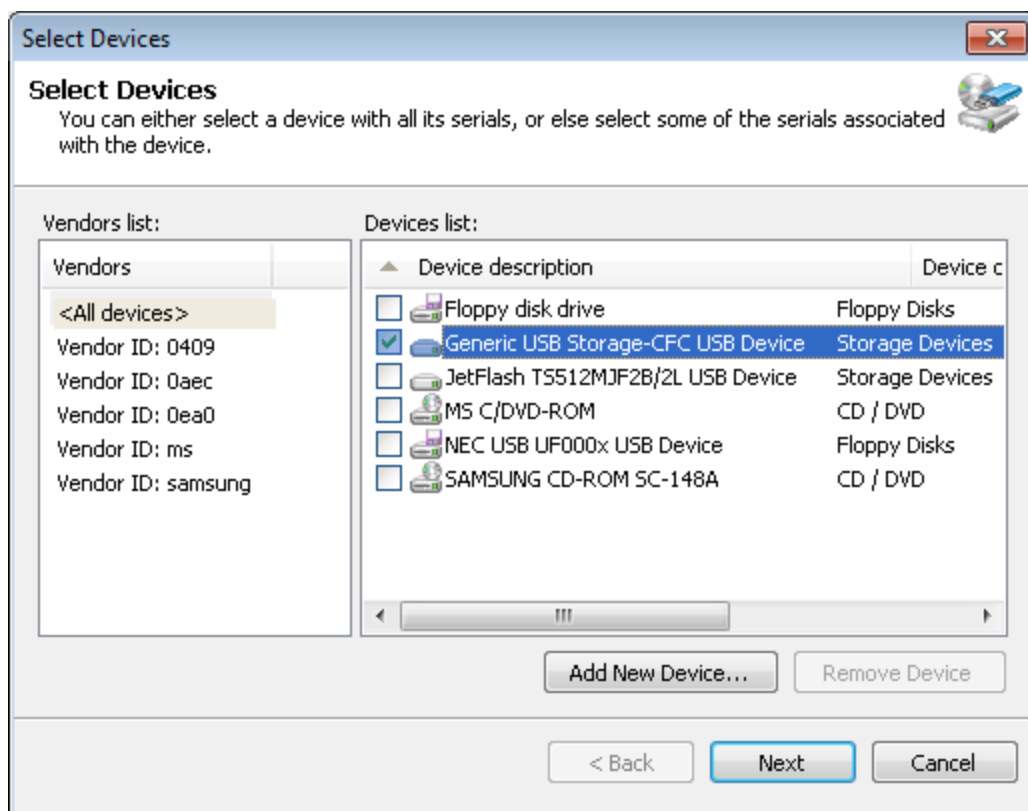 Select Devices
Select Devices
You can either select a device with all its serials, or else select some of the serials associated
with the device.
Vendors list:
Vendors
<All devices>
Vendor ID: 0409
Vendor ID: 0aec
Vendor ID: 0ea0
Vendor ID: ms
Vendor ID: samsung
Devices list:
Device description Device c
Floppy disk drive Floppy Disks
Generic USB Storage-CFC USB Device Storage Devices
JetFlash TS512MJF2B/2L USB Device Storage Devices
MS C/DVD-ROM CD / DVD
NEC USB UF000x USB Device Floppy Disks
SAMSUNG CD-ROM SC-148A CD / DVD
Add New Device... Remove Device
< Back Next Cancel